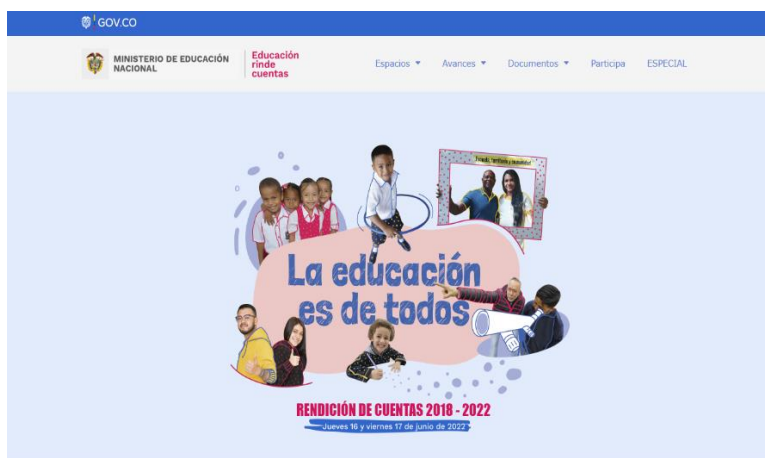 GOV.CO
MINISTERIO DE EDUCACIÓN
NACIONAL
Educación
rinde
cuentas
Espacios
Avances
Documentos
Participa
ESPECIAL
La educación
es de todos
RENDICIÓN DE CUENTAS 2018 - 2022
Jueves 16 y viernes 17 de junio de 2022